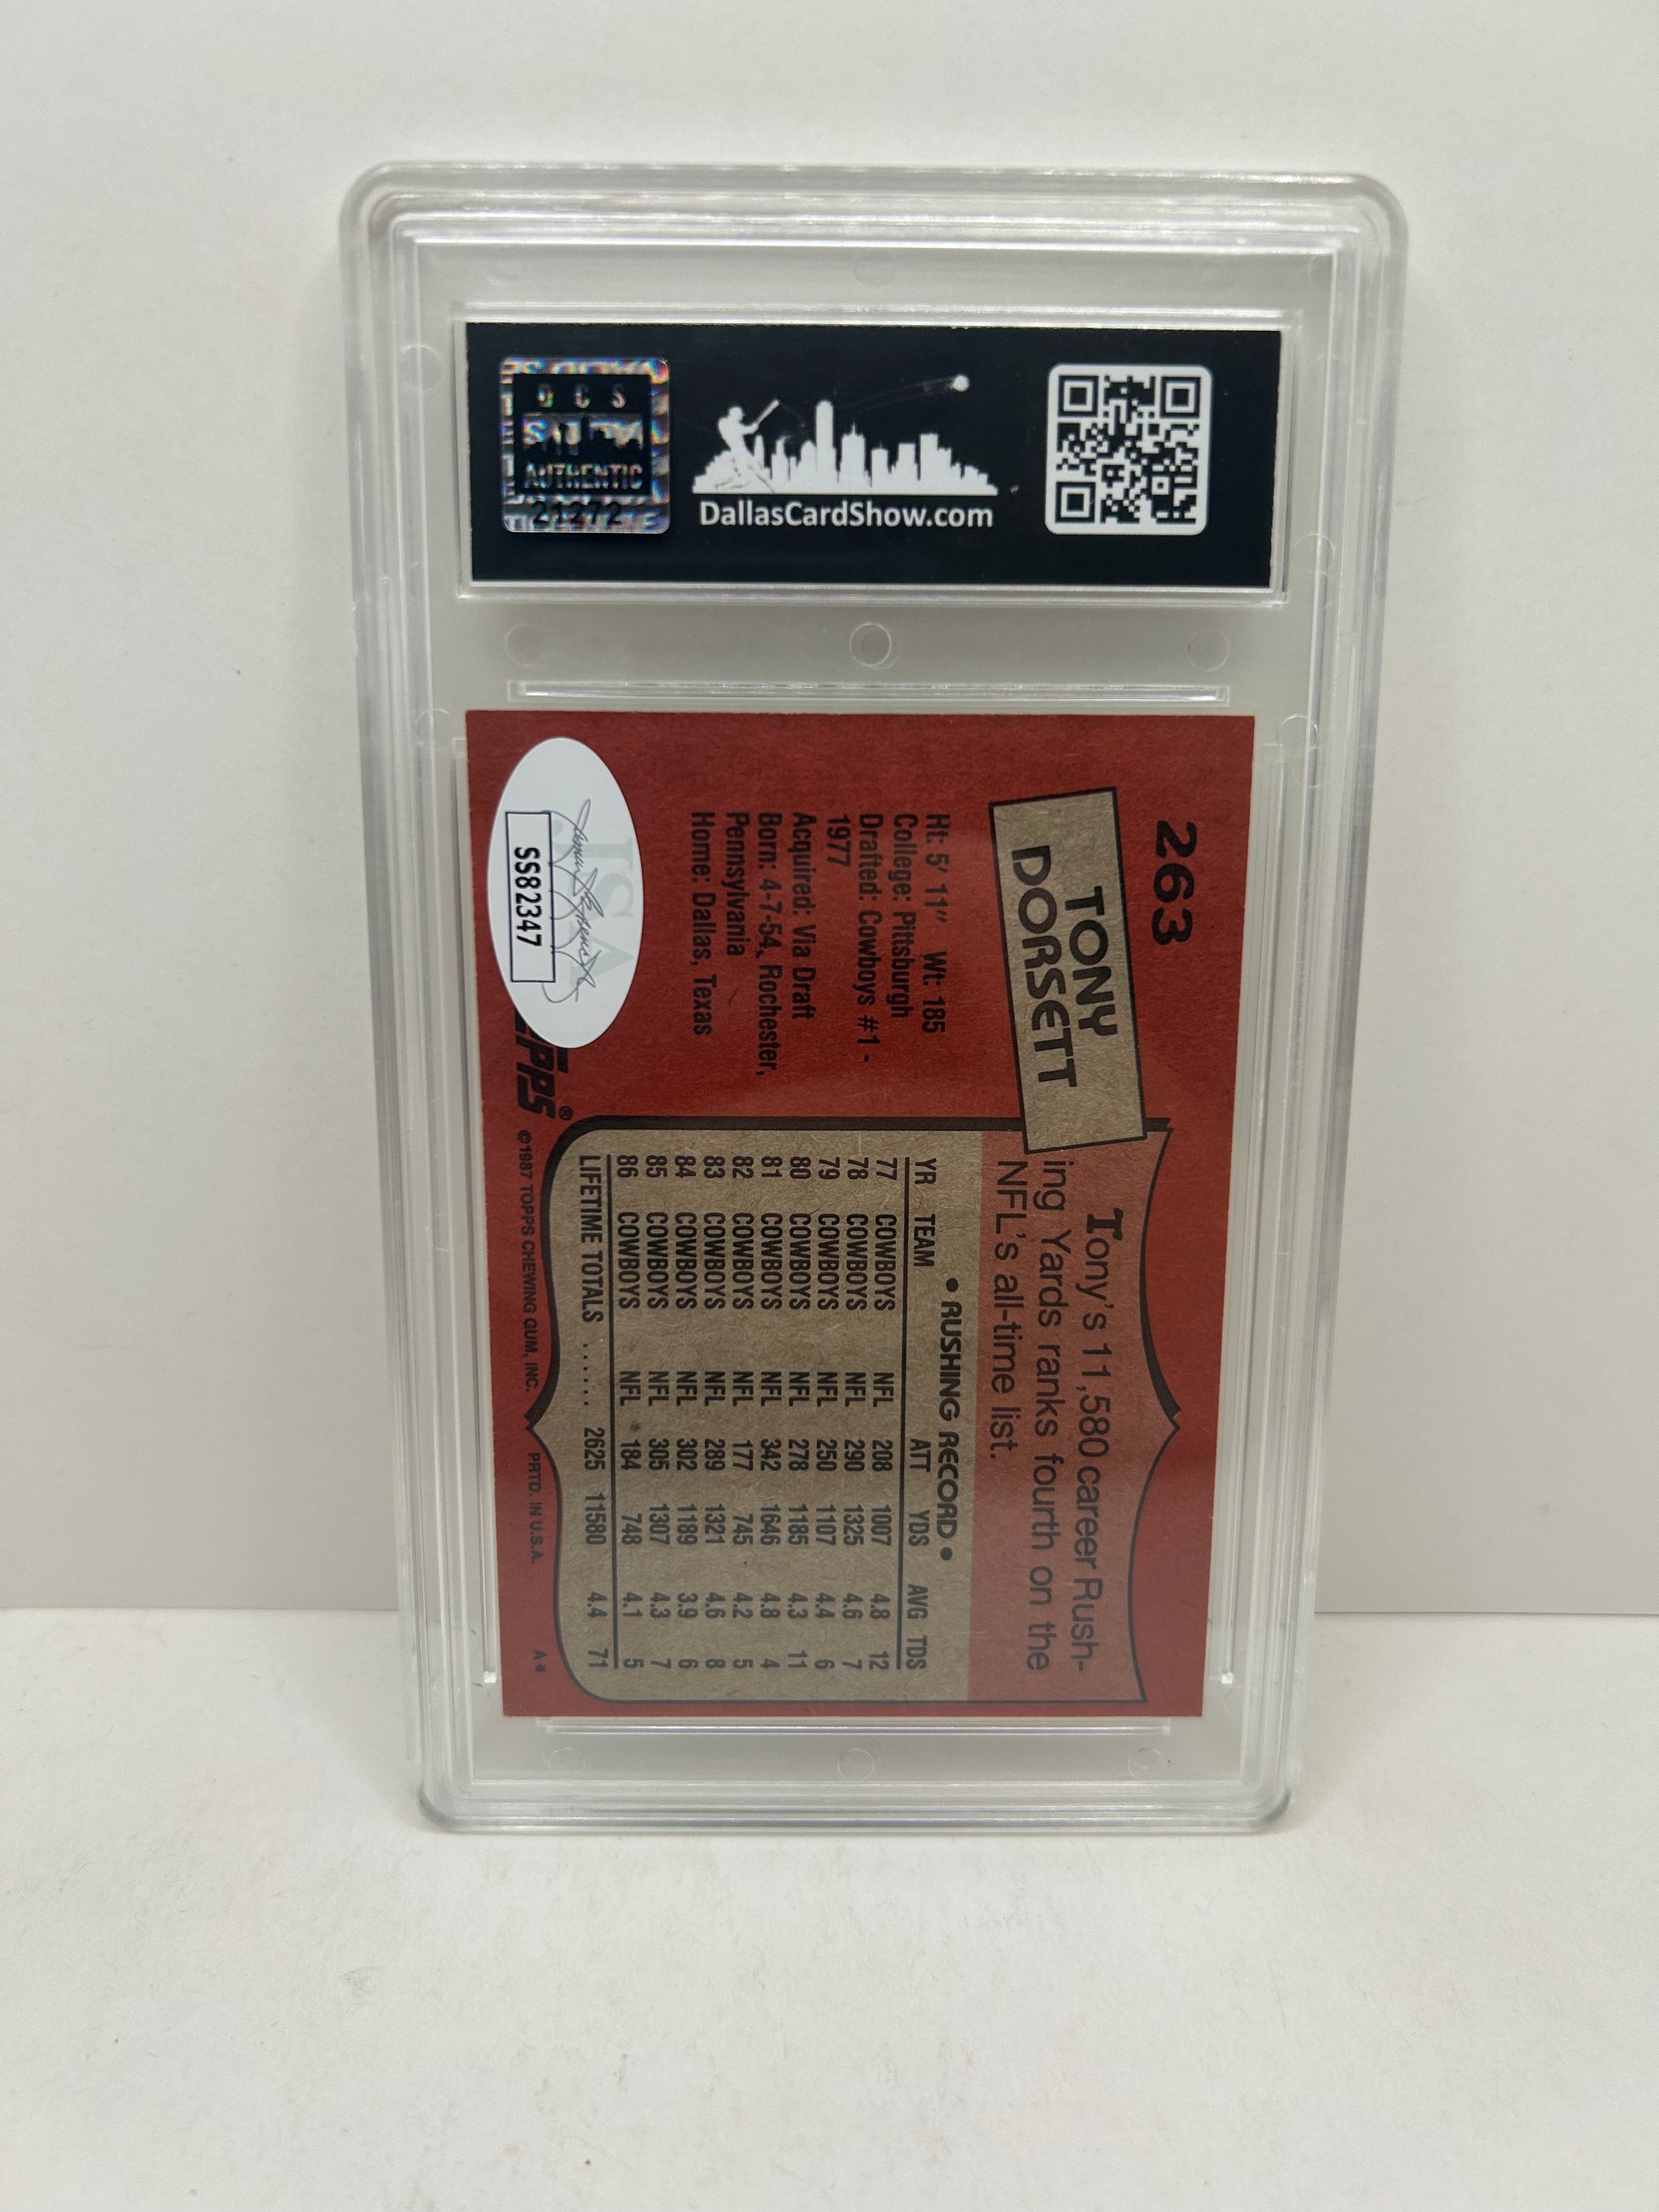 DCS
AUTHENTIC
21272
DallasCardShow.com
263
TONY
DORSETT
Ht: 5' 11" Wt: 185
College: Pittsburgh
Drafted: Cowboys #1 -
1977
Acquired: Via Draft
Born: 4-7-54, Rochester,
Pennsylvania
Home: Dallas, Texas
JSA
SS82347
Tony's 11,580 career Rush-
ing Yards ranks fourth on the
NFL's all-time list.
• RUSHING RECORD •
YR TEAM ATT YDS AVG TDS
77 COWBOYS NFL 208 1007 4.8 12
78 COWBOYS NFL 290 1325 4.6 7
79 COWBOYS NFL 250 1107 4.4 6
80 COWBOYS NFL 278 1185 4.3 11
81 COWBOYS NFL 342 1646 4.8 4
82 COWBOYS NFL 177 745 4.2 5
83 COWBOYS NFL 289 1321 4.6 8
84 COWBOYS NFL 302 1189 3.9 6
85 COWBOYS NFL 305 1307 4.3 7
86 COWBOYS NFL 184 748 4.1 5
LIFETIME TOTALS ...... 2625 11580 4.4 71
©1987 TOPPS CHEWING GUM, INC. PRTD. IN U.S.A.